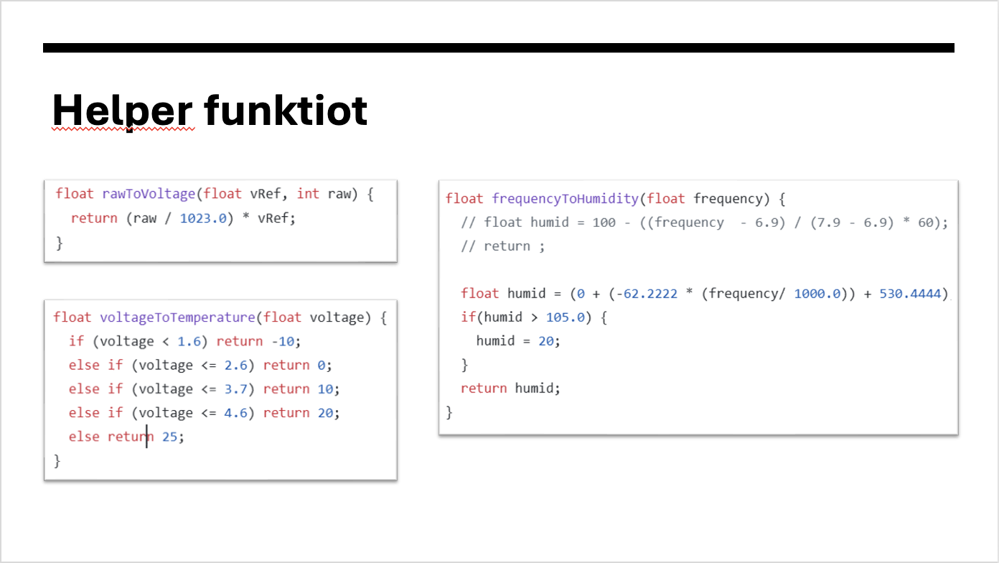 Helper funktiot
float rawToVoltage(float vRef, int raw) {
  return (raw / 1023.0) * vRef;
}
float voltageToTemperature(float voltage) {
  if (voltage < 1.6) return -10;
  else if (voltage <= 2.6) return 0;
  else if (voltage <= 3.7) return 10;
  else if (voltage <= 4.6) return 20;
  else return 25;
}
float frequencyToHumidity(float frequency) {
  // float humid = 100 - ((frequency  - 6.9) / (7.9 - 6.9) * 60);
  // return ;
  float humid = (0 + (-62.2222 * (frequency/ 1000.0)) + 530.4444)
  if(humid > 105.0) {
    humid = 20;
  }
  return humid;
}